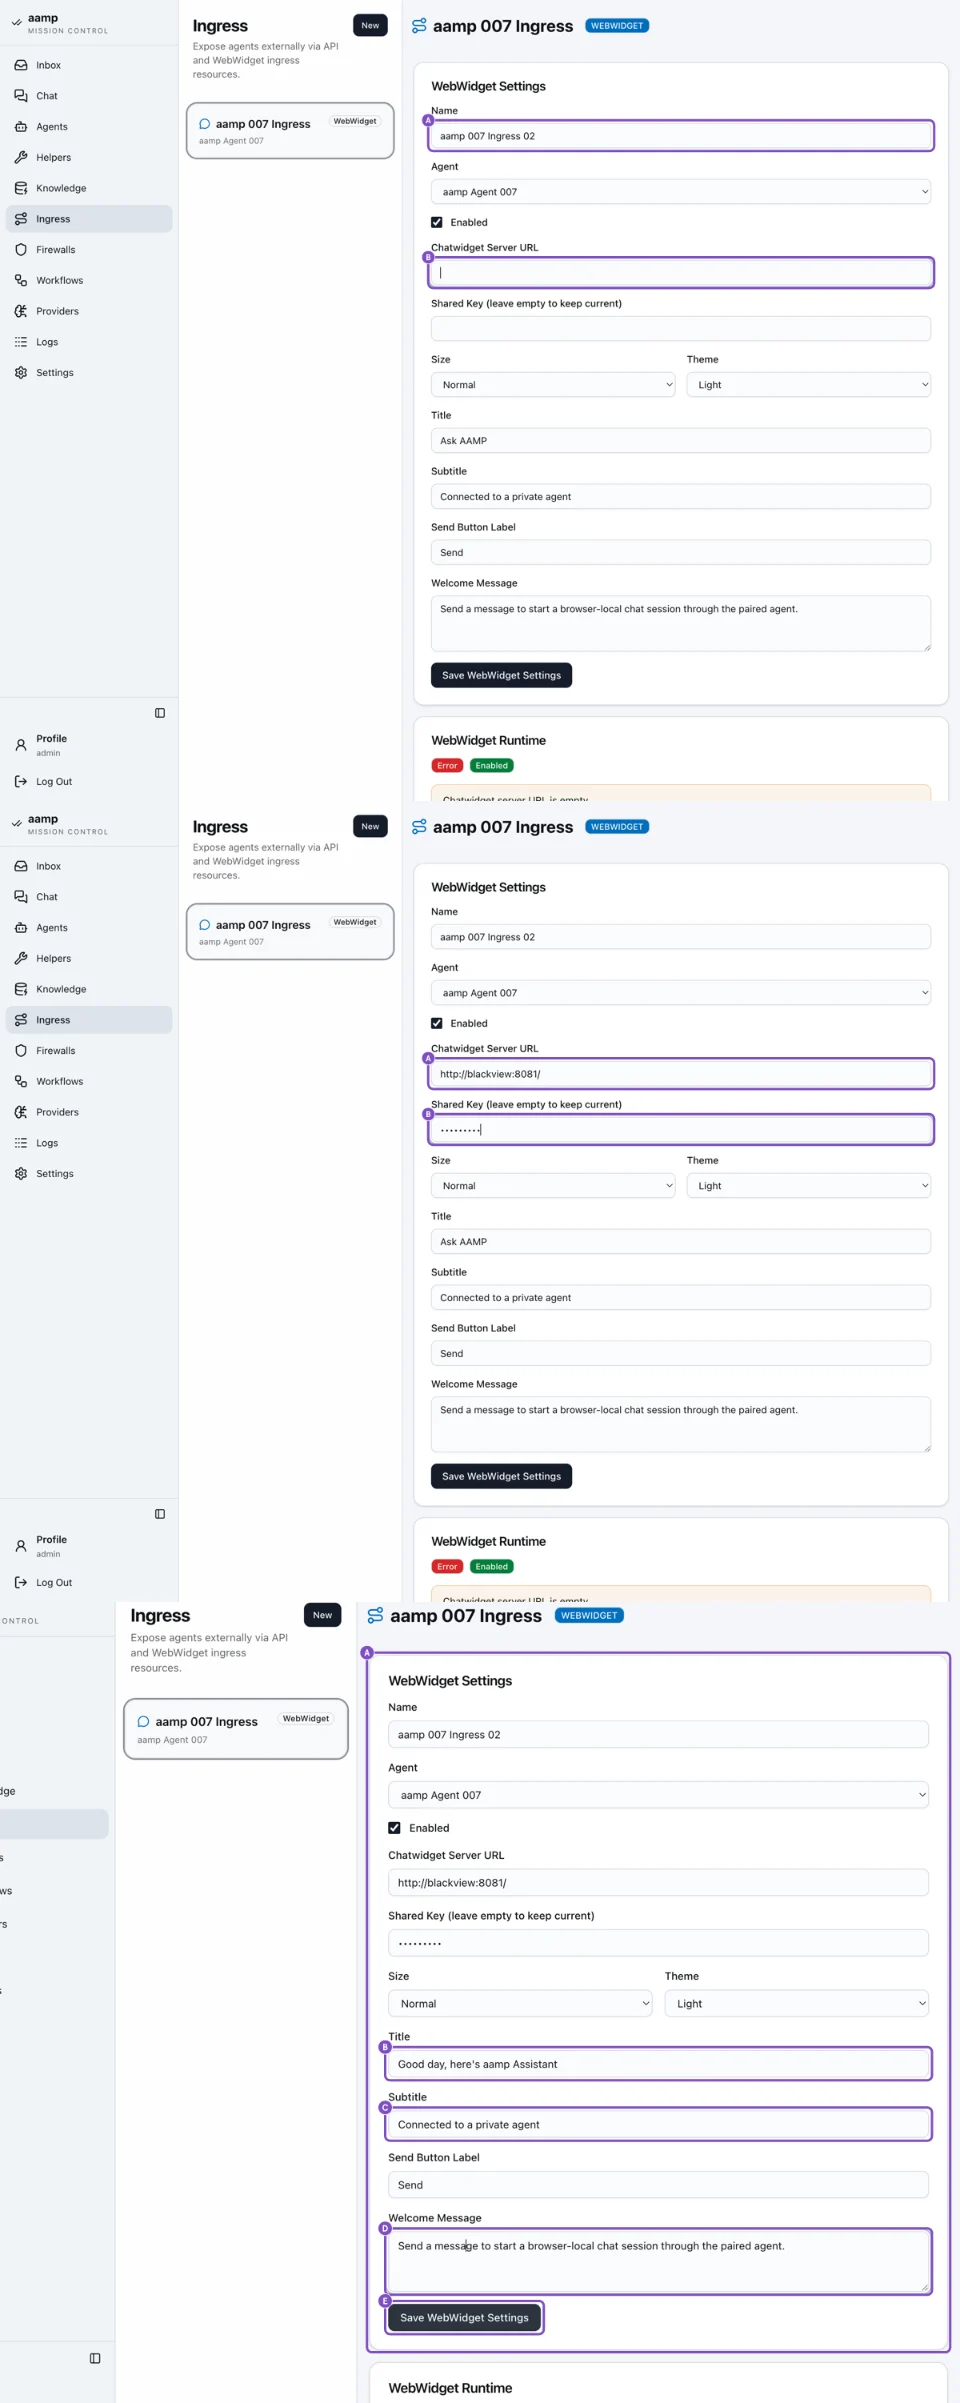 aamp
MISSION CONTROL
Inbox
Chat
Agents
Helpers
Knowledge
Ingress
Firewalls
Workflows
Providers
Logs
Settings
Profile
admin
Log Out
Ingress
New
Expose agents externally via API
and WebWidget ingress
resources.
aamp 007 Ingress
WebWidget
aamp Agent 007
aamp 007 Ingress
WEBWIDGET
WebWidget Settings
Name
A
aamp 007 Ingress 02
Agent
aamp Agent 007
Enabled
Chatwidget Server URL
B
Shared Key (leave empty to keep current)
Size
Theme
Normal
Light
Title
Ask AAMP
Subtitle
Connected to a private agent
Send Button Label
Send
Welcome Message
Send a message to start a browser-local chat session through the paired agent.
Save WebWidget Settings
WebWidget Runtime
Error
Enabled
Chatwidget server URL is empty
aamp
MISSION CONTROL
Inbox
Chat
Agents
Helpers
Knowledge
Ingress
Firewalls
Workflows
Providers
Logs
Settings
Profile
admin
Log Out
Ingress
New
Expose agents externally via API
and WebWidget ingress
resources.
aamp 007 Ingress
WebWidget
aamp Agent 007
aamp 007 Ingress
WEBWIDGET
WebWidget Settings
Name
aamp 007 Ingress 02
Agent
aamp Agent 007
Enabled
Chatwidget Server URL
A
http://blackview:8081/
Shared Key (leave empty to keep current)
B
•••••••••
Size
Theme
Normal
Light
Title
Ask AAMP
Subtitle
Connected to a private agent
Send Button Label
Send
Welcome Message
Send a message to start a browser-local chat session through the paired agent.
Save WebWidget Settings
WebWidget Runtime
Error
Enabled
Chatwidget server URL is empty
ONTROL
dge
s
ws
rs
s
Ingress
New
Expose agents externally via API
and WebWidget ingress
resources.
aamp 007 Ingress
WebWidget
aamp Agent 007
aamp 007 Ingress
WEBWIDGET
A
WebWidget Settings
Name
aamp 007 Ingress 02
Agent
aamp Agent 007
Enabled
Chatwidget Server URL
http://blackview:8081/
Shared Key (leave empty to keep current)
•••••••••
Size
Theme
Normal
Light
Title
B
Good day, here's aamp Assistant
Subtitle
C
Connected to a private agent
Send Button Label
Send
Welcome Message
D
Send a message to start a browser-local chat session through the paired agent.
E
Save WebWidget Settings
WebWidget Runtime